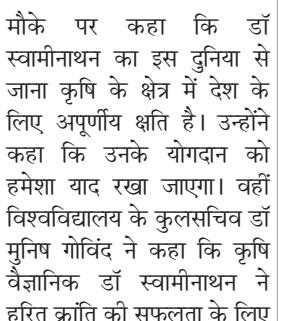 मौके पर कहा कि डॉ
स्वामीनाथन का इस दुनिया से
जाना कृषि के क्षेत्र में देश के
लिए अपूर्णीय क्षति है। उन्होंने
कहा कि उनके योगदान को
हमेशा याद रखा जाएगा। वहीं
विश्वविद्यालय के कुलसचिव डॉ
मुनिष गोविंद ने कहा कि कृषि
वैज्ञानिक डॉ स्वामीनाथन ने
हरित क्रांति की सफलता के लिए